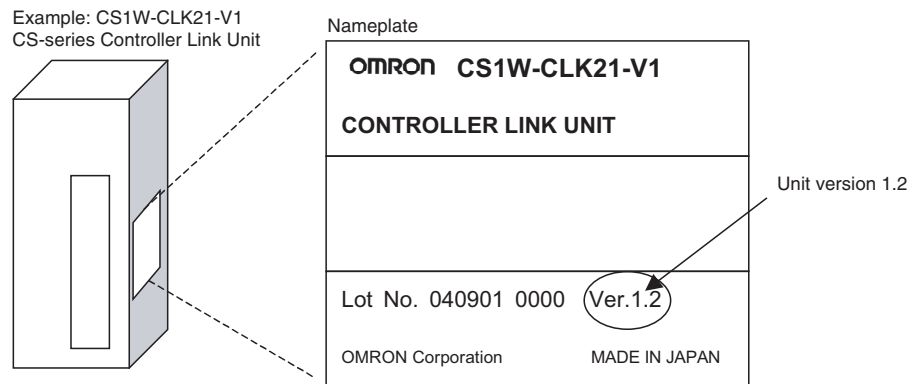 Example: CS1W-CLK21-V1
CS-series Controller Link Unit
Nameplate
OMRON CS1W-CLK21-V1
CONTROLLER LINK UNIT
Unit version 1.2
Lot No. 040901 0000 Ver.1.2
OMRON Corporation MADE IN JAPAN